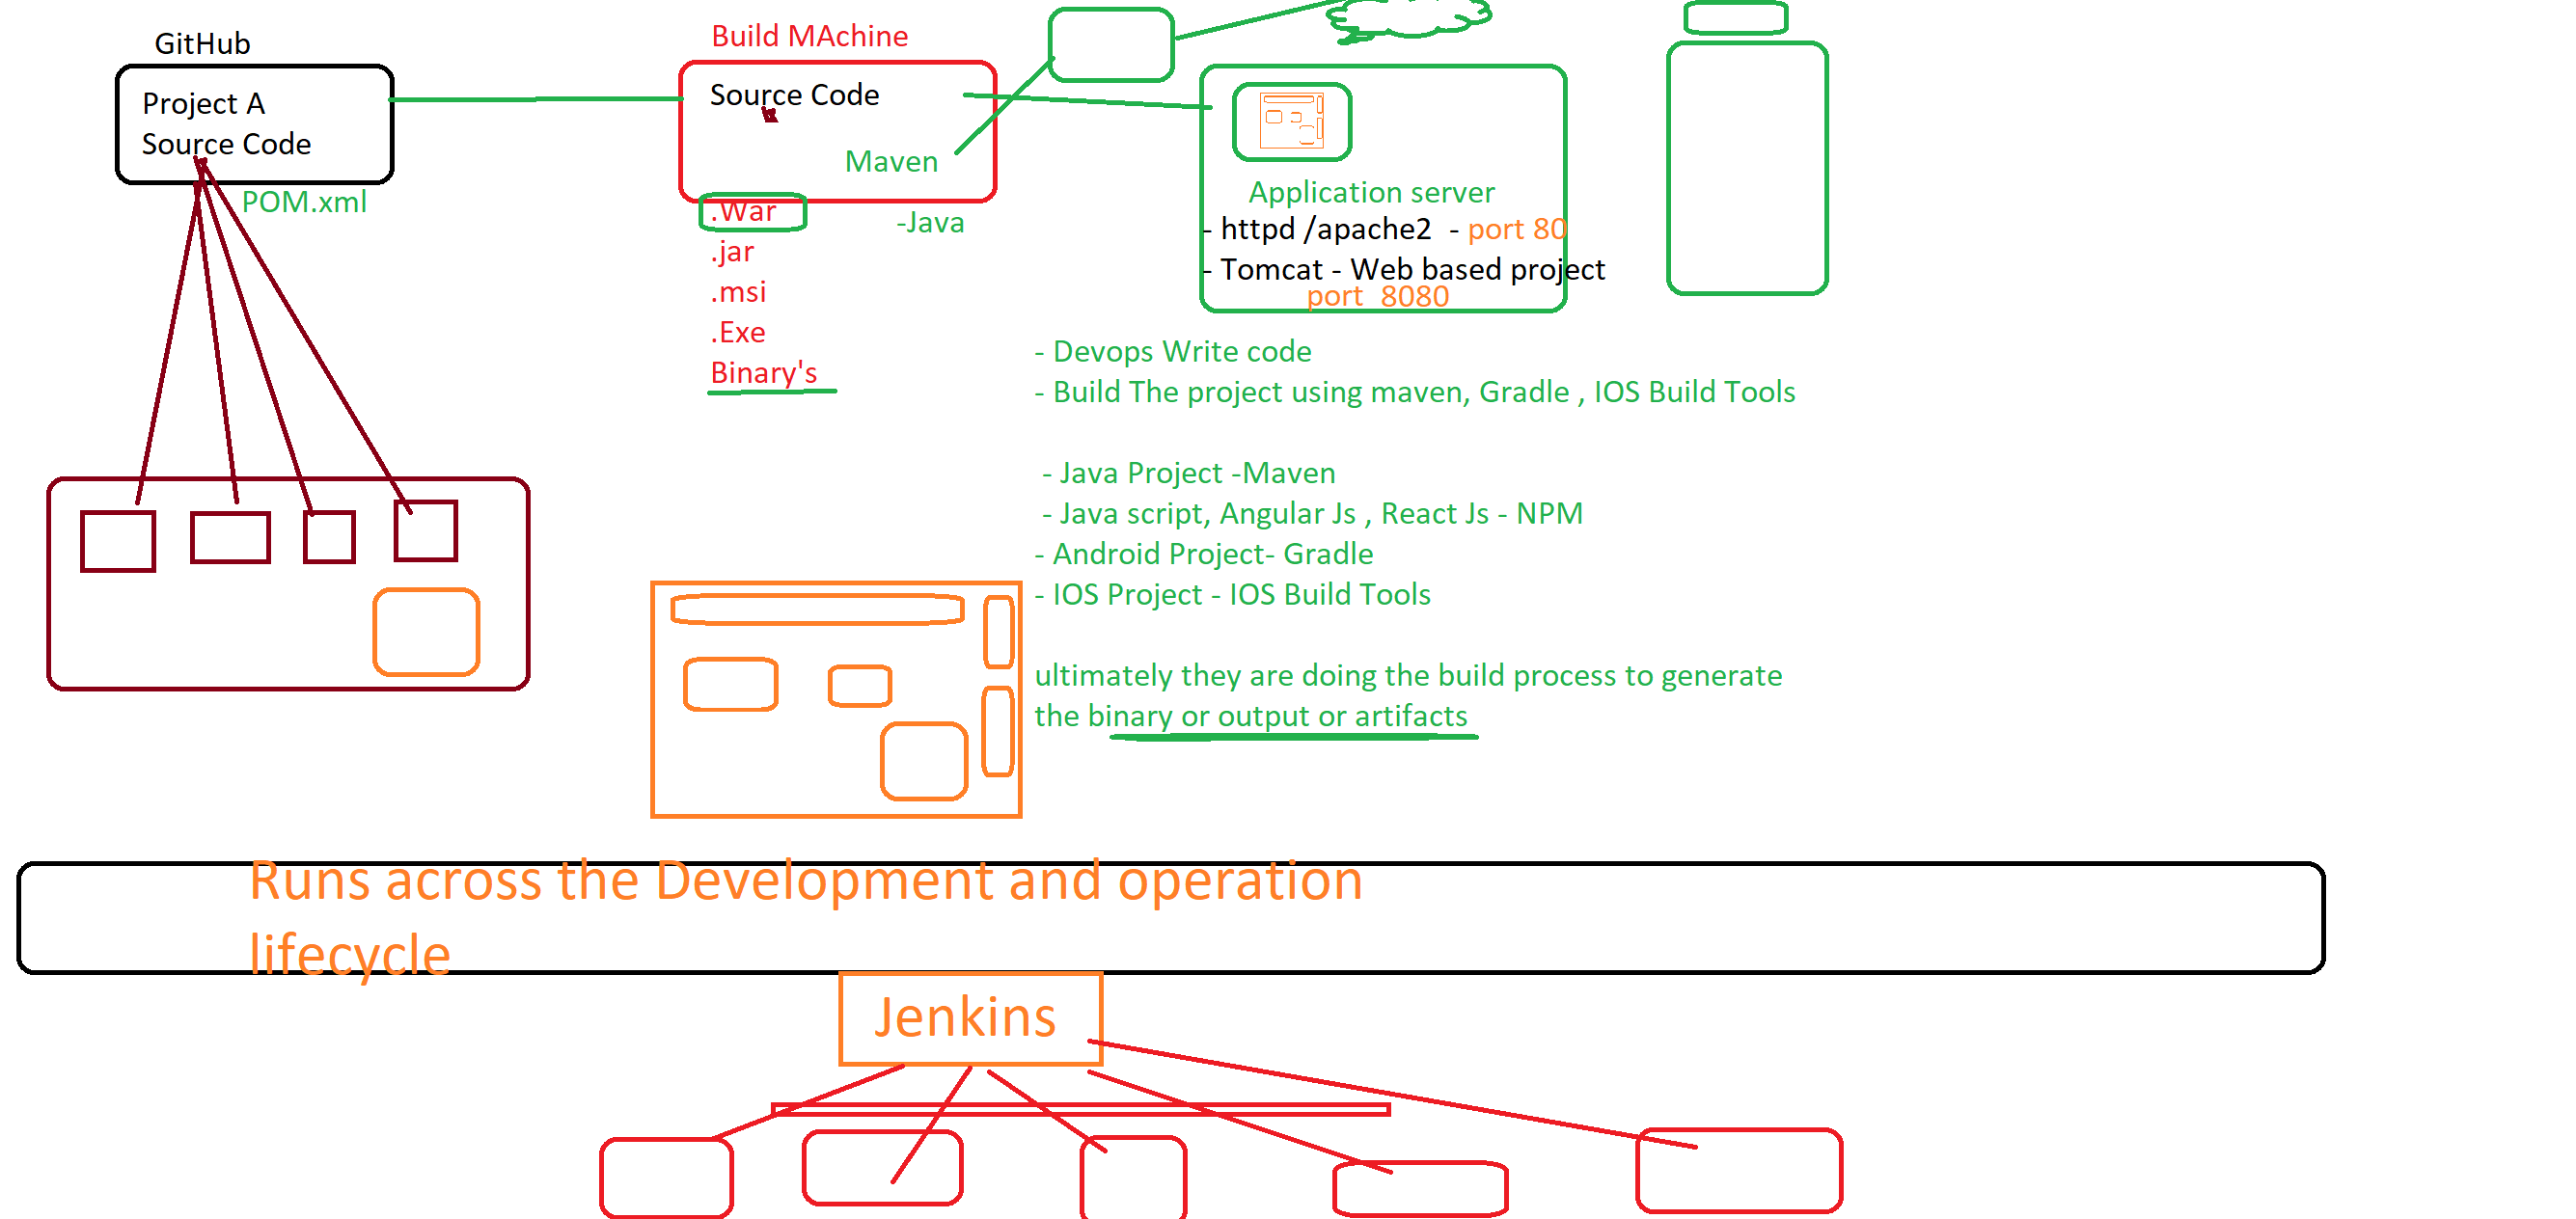 GitHub
Project A
Source Code
POM.xml
Build MAchine
Source Code
Maven
-Java
.War
.jar
.msi
.Exe
Binary's
Application server
- httpd /apache2  - port 80
- Tomcat - Web based project
port  8080
- Devops Write code
- Build The project using maven, Gradle , IOS Build Tools
- Java Project -Maven
- Java script, Angular Js , React Js - NPM
- Android Project- Gradle
- IOS Project - IOS Build Tools
ultimately they are doing the build process to generate
the binary or output or artifacts
Runs across the Development and operation
lifecycle
Jenkins